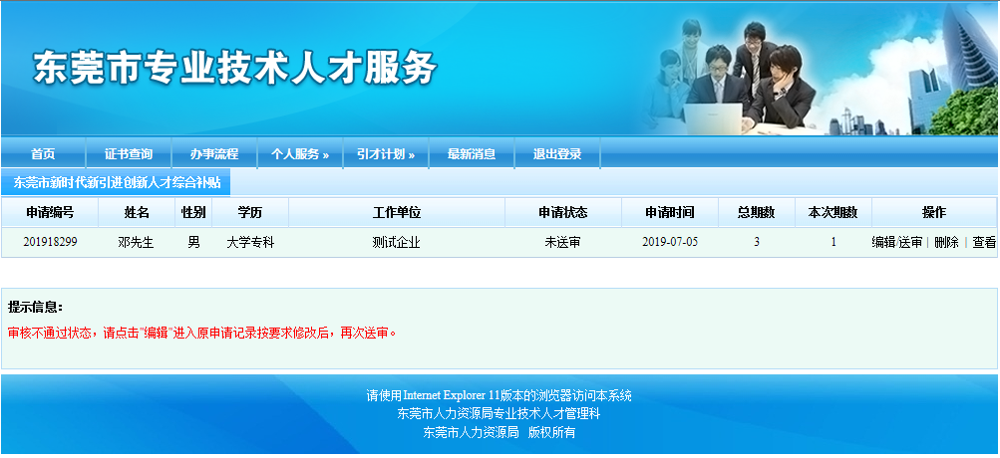 东莞市专业技术人才服务
首页 证书查询 办事流程 个人服务 » 引才计划 » 最新消息 退出登录
东莞市新时代新引进创新人才综合补贴
申请编号 姓名 性别 学历 工作单位 申请状态 申请时间 总期数 本次期数 操作
201918299 邓先生 男 大学专科 测试企业 未送审 2019-07-05 3 1 编辑/送审 | 删除 | 查看
提示信息：
审核不通过状态，请点击"编辑"进入原申请记录按要求修改后，再次送审。
请使用Internet Explorer 11版本的浏览器访问本系统
东莞市人力资源局专业技术人才管理科
东莞市人力资源局 版权所有